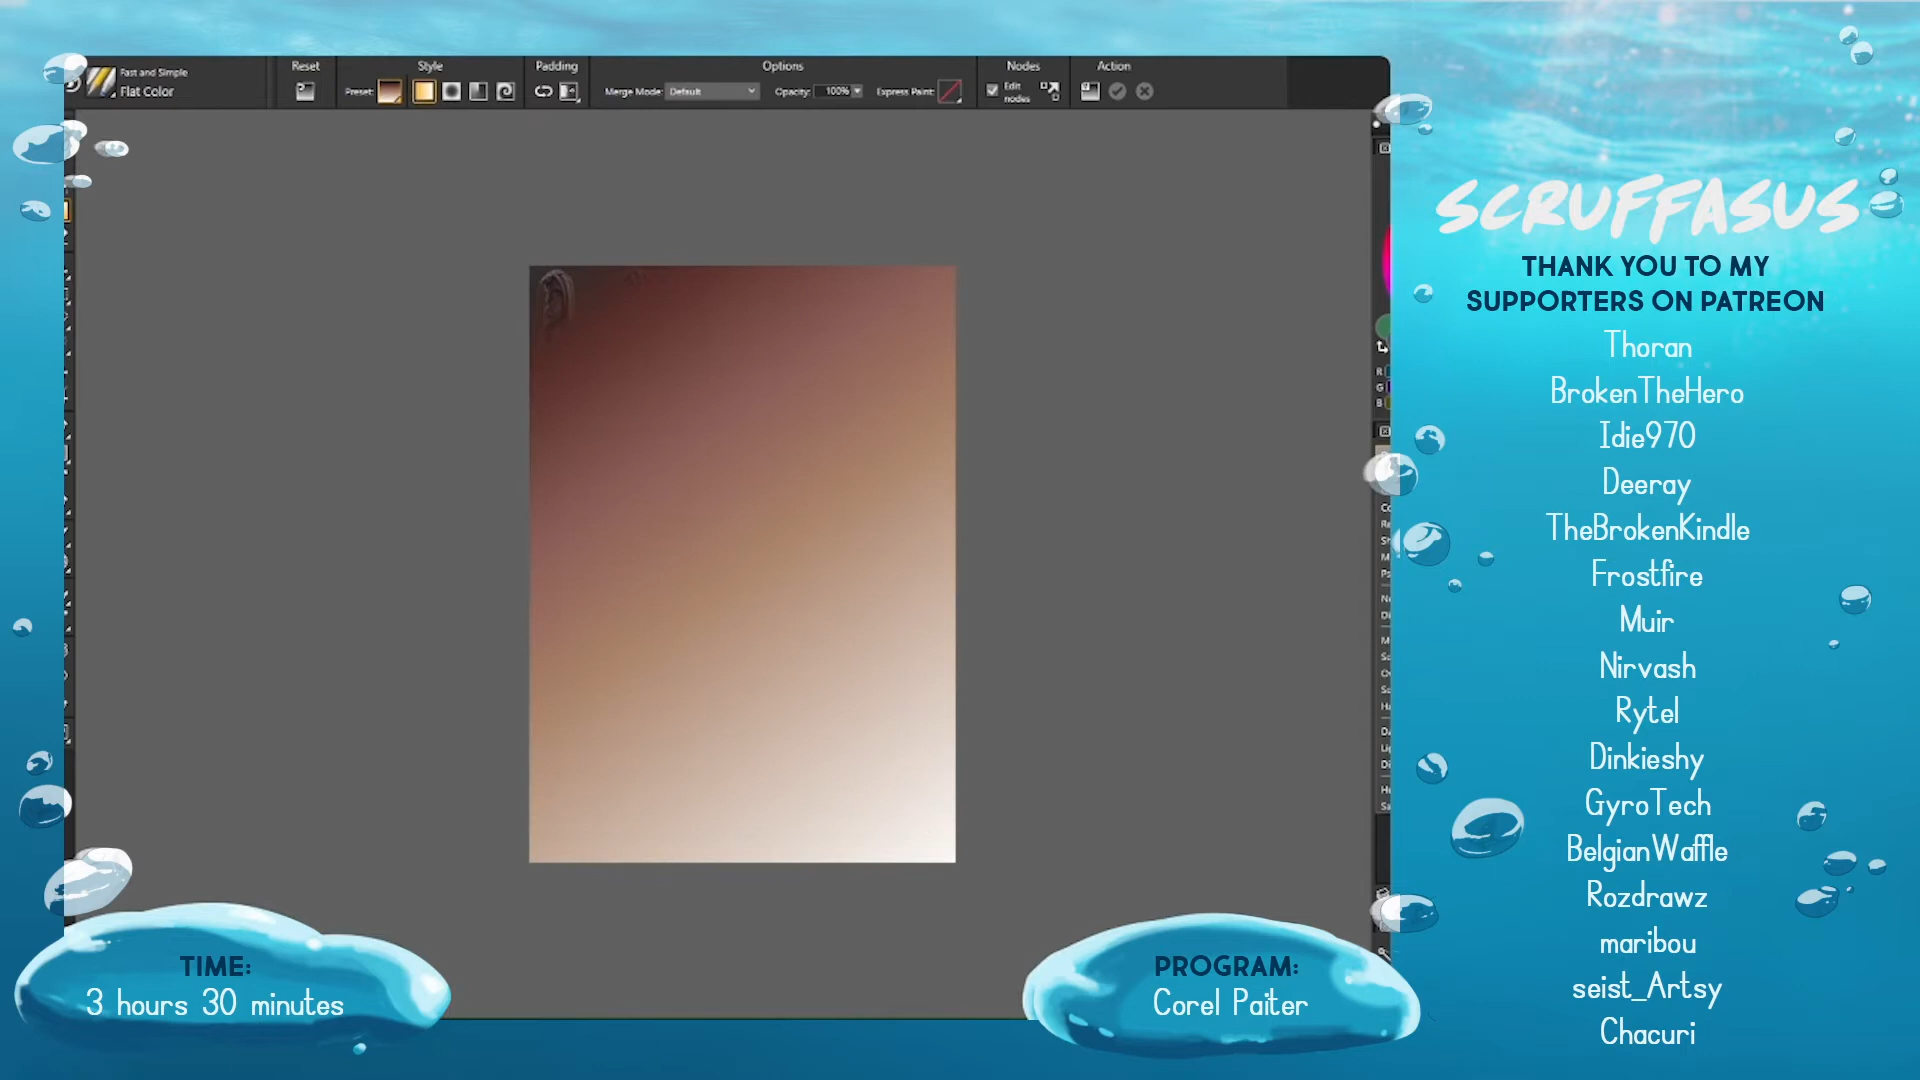 Fast and Simple
Flat Color
Reset
Style
Padding
Options
Nodes
Action
Preset:
Merge Mode: Default
Opacity: 100%
Express Paint:
Edit
nodes
R
G
B
SCRUFFASUS
THANK YOU TO MY
SUPPORTERS ON PATREON
Thoran
BrokenTheHero
Idie970
Deeray
TheBrokenKindle
Frostfire
Muir
Nirvash
Rytel
Dinkieshy
GyroTech
BelgianWaffle
Rozdrawz
maribou
seist_Artsy
Chacuri
TIME:
3 hours 30 minutes
PROGRAM:
Corel Paiter